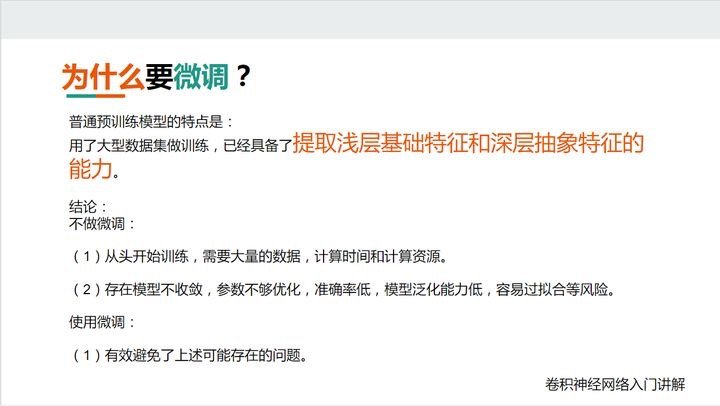 为什么要微调？
普通预训练模型的特点是：
用了大型数据集做训练，已经具备了提取浅层基础特征和深层抽象特征的
能力。
结论：
不做微调：
（1）从头开始训练，需要大量的数据，计算时间和计算资源。
（2）存在模型不收敛，参数不够优化，准确率低，模型泛化能力低，容易过拟合等风险。
使用微调：
（1）有效避免了上述可能存在的问题。
卷积神经网络入门讲解